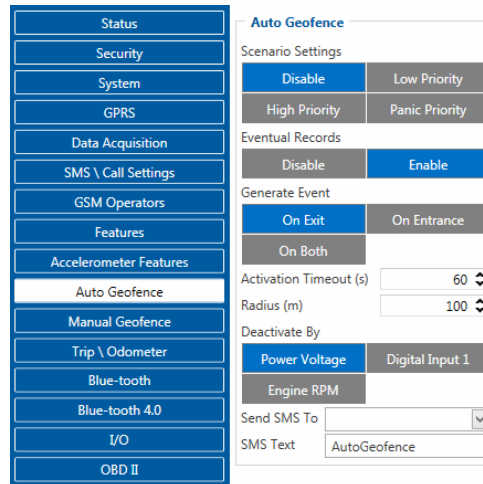 Status
Security
System
GPRS
Data Acquisition
SMS \ Call Settings
GSM Operators
Features
Accelerometer Features
Auto Geofence
Manual Geofence
Trip \ Odometer
Blue-tooth
Blue-tooth 4.0
I/O
OBD II
Auto Geofence
Scenario Settings
Disable Low Priority
High Priority Panic Priority
Eventual Records
Disable Enable
Generate Event
On Exit On Entrance
On Both
Activation Timeout (s) 60
Radius (m) 100
Deactivate By
Power Voltage Digital Input 1
Engine RPM
Send SMS To
SMS Text AutoGeofence